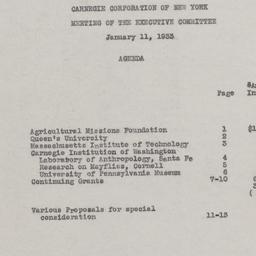 CARNEGIE CORPORATION OF NEW YORK
MEETING OF THE EXECUTIVE COMMITTEE
January 11, 1933
AGENDA
Page
Agricultural Missions Foundation 1 $1
Queen's University 2
Massachusetts Institute of Technology 3
Carnegie Institution of Washington
Laboratory of Anthropology, Santa Fe 4
Research on Mayflies, Cornell 5
University of Pennsylvania Museum 6
Continuing Grants 7-10
Various Proposals for special
consideration 11-13